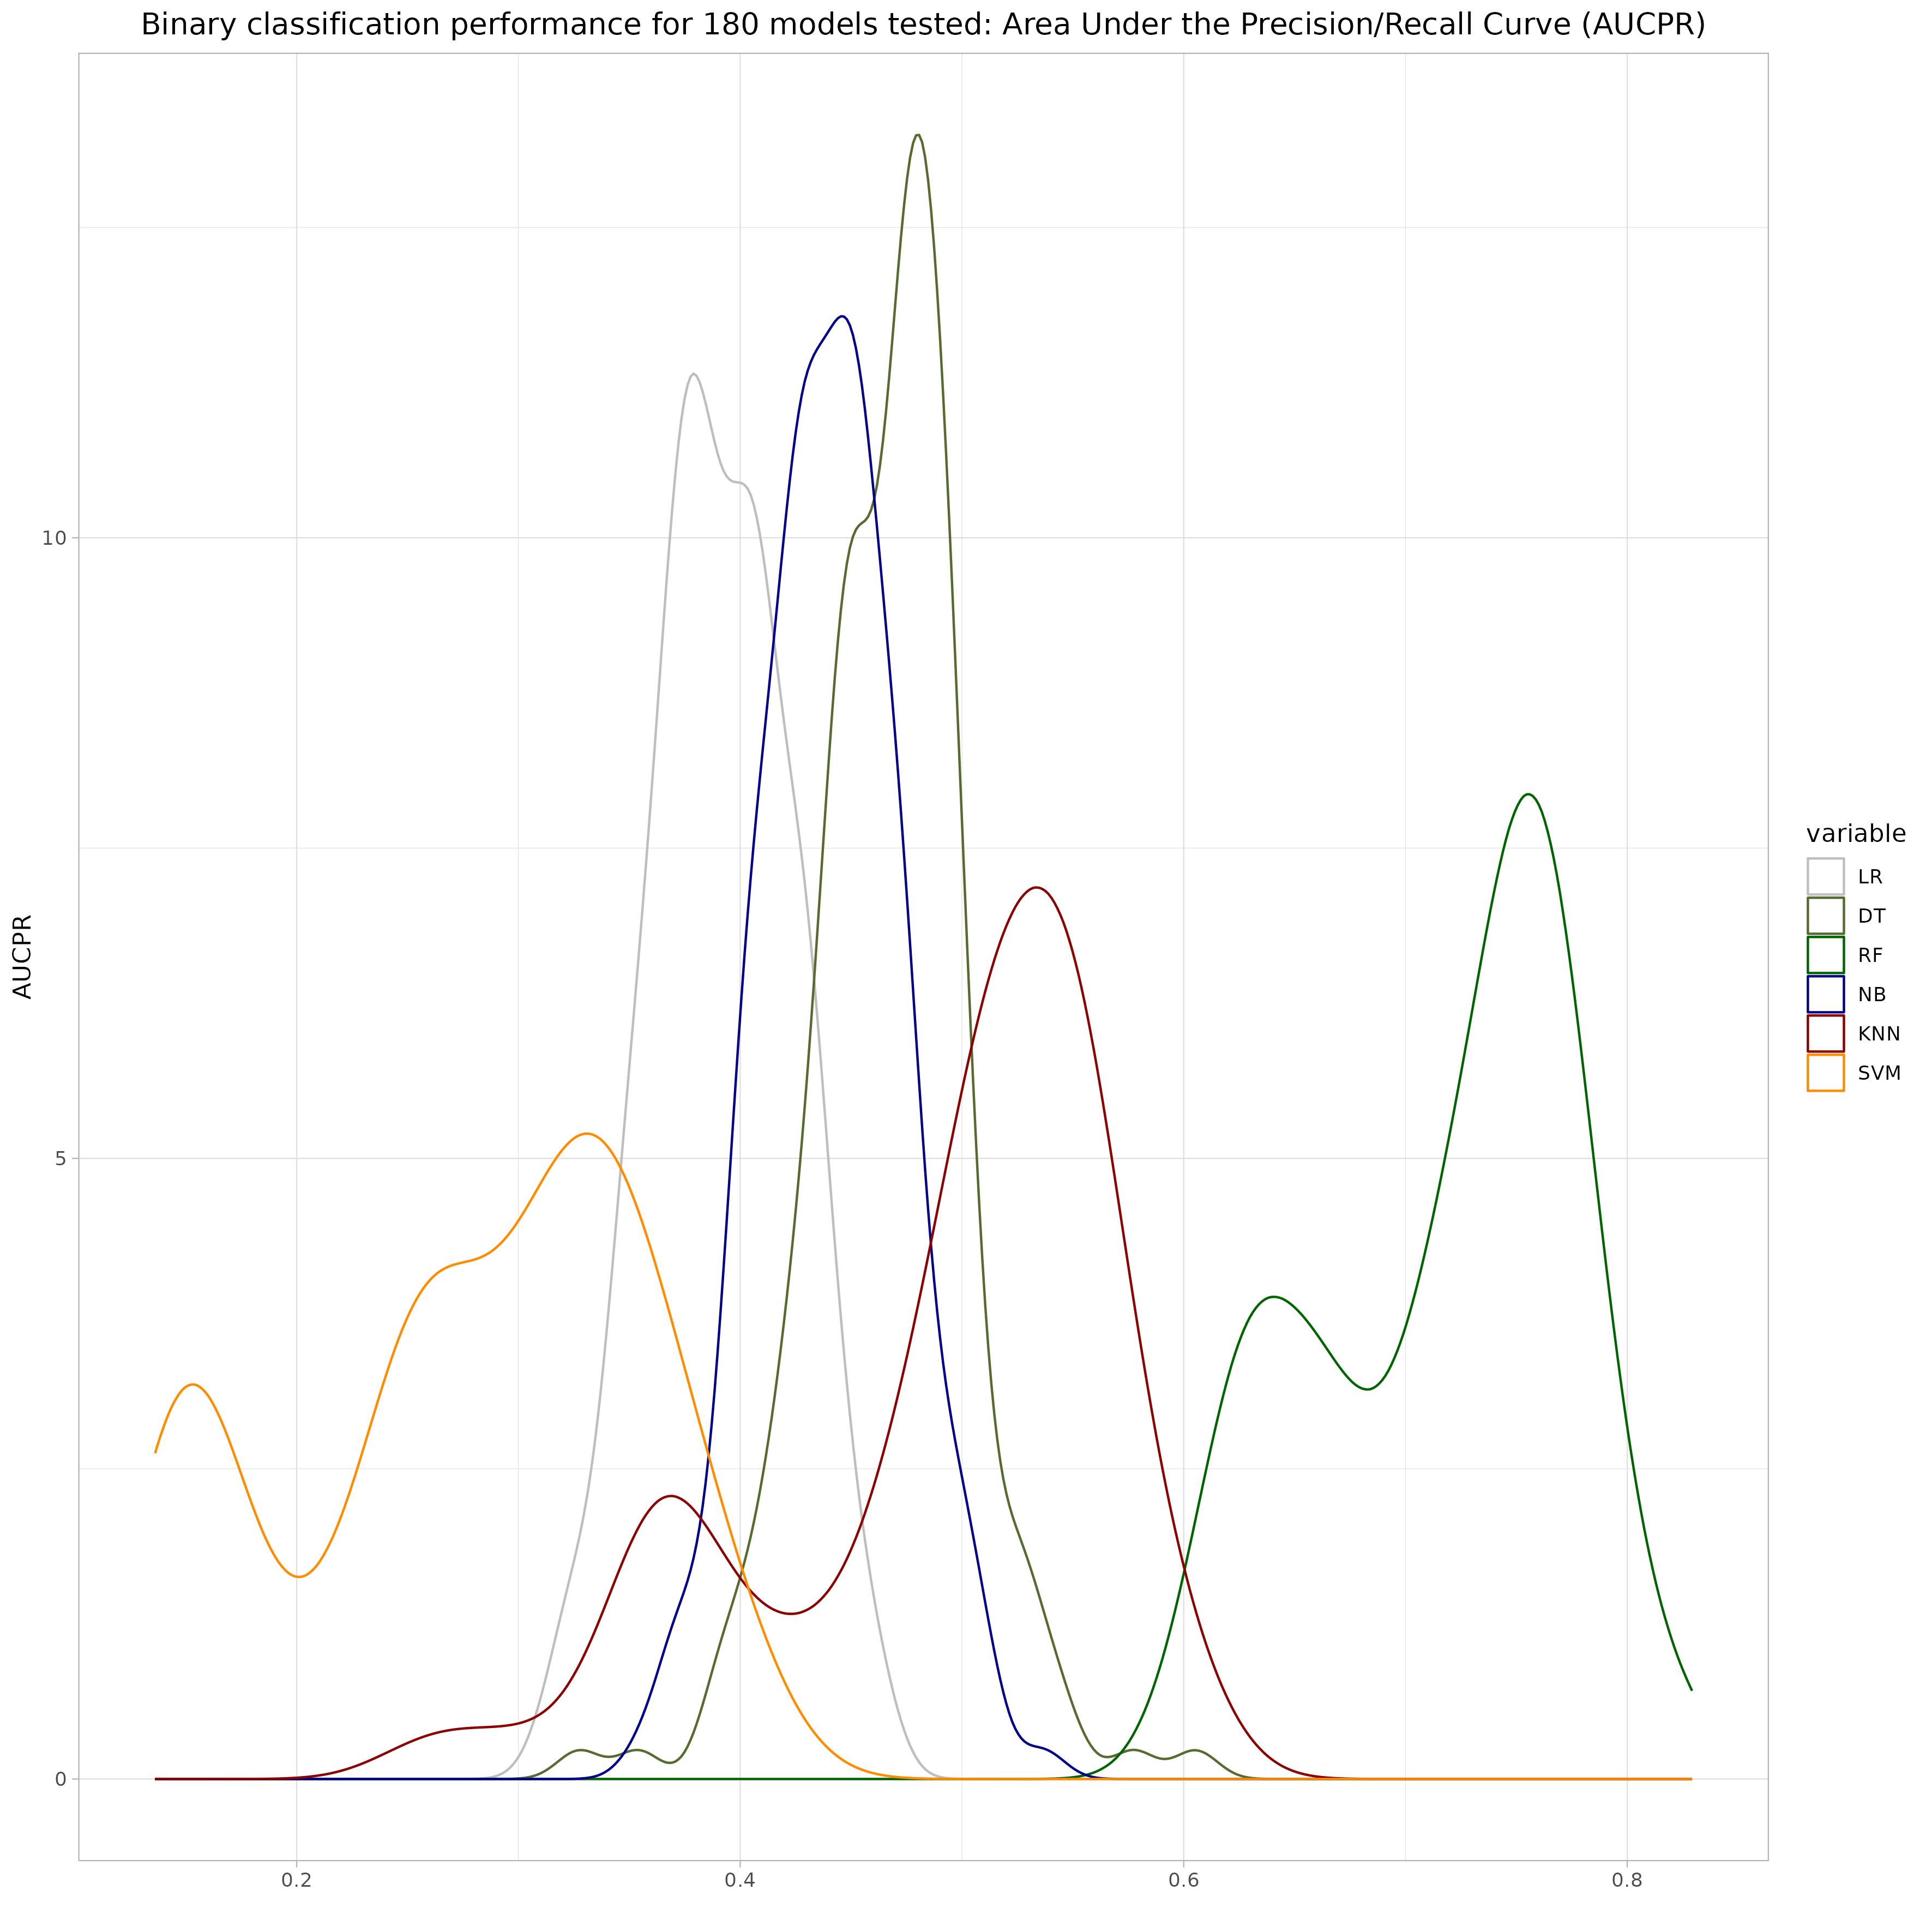 Binary classification performance for 180 models tested: Area Under the Precision/Recall Curve (AUCPR)
10
5
0
AUCPR
0.2
0.4
0.6
0.8
variable
LR
DT
RF
NB
KNN
SVM